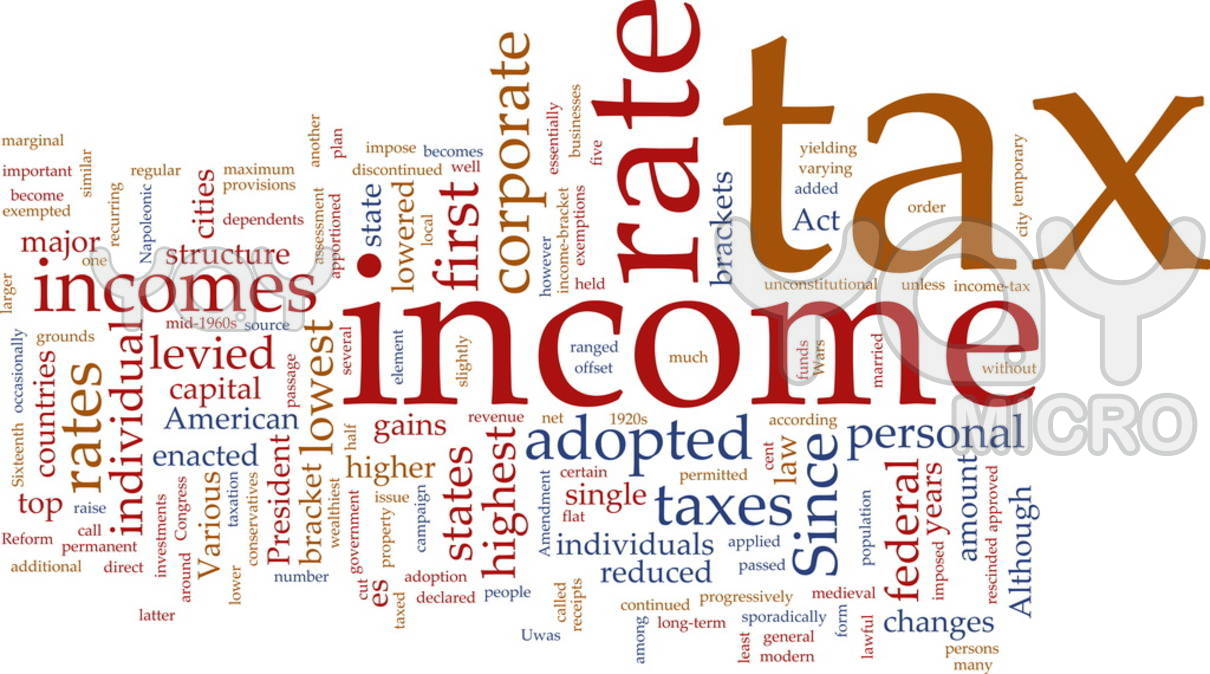 tax
income
rate
corporate
first
lowered
state
local
impose
becomes
discontinued
well
essentially
businesses
five
exemptions
income-bracket
however
held
brackets
yielding
varying
added
Act
order
temporary
city
unconstitutional
unless
income-tax
marginal
important
become
exempted
similar
recurring
regular
Napoleonic
cities
maximum
provisions
dependents
another
plan
assessment
apportioned
major
one
structure
larger
incomes
mid-1960s
source
grounds
occasionally
Sixteenth
countries
rates
individual
levied
capital
passage
lowest
several
element
slightly
American
enacted
ranged
offset
much
funds
Wars
married
without
gains
revenue
net
1920s
adopted
according
personal
half
higher
top
raise
call
Reform
permanent
additional
direct
investments
around
Congress
Various
taxation
lower
conservatives
President
number
bracket
wealthiest
issue
government
cut
property
campaign
es
taxed
states
adoption
declared
highest
people
certain
single
flat
Amendment
individuals
reduced
permitted
taxes
applied
passed
cent
law
Since
population
federal
years
imposed
amount
approved
rescinded
Although
latter
Uwas
called
receipts
continued
progressively
long-term
among
sporadically
medieval
form
lawful
least
general
modern
changes
persons
many
yay
yay
MICRO